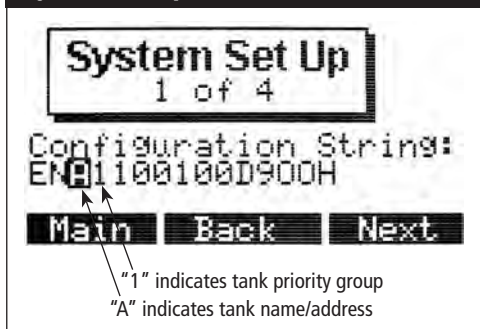 System Set Up
1 of 4
Configuration String:
ENA1100100D9OOH
Main Back Next
"1" indicates tank priority group
"A" indicates tank name/address